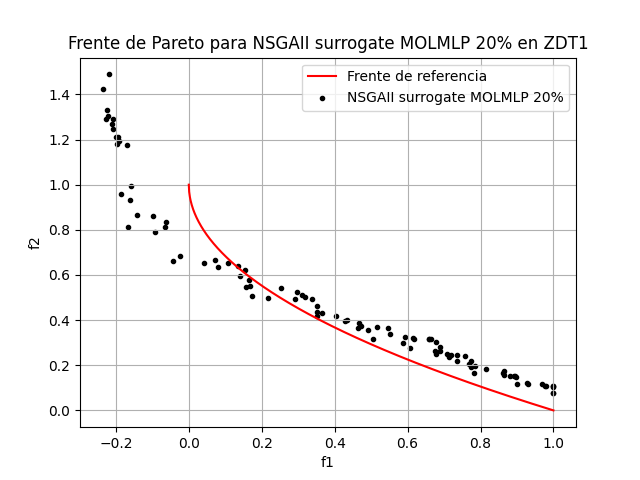 Frente de Pareto para NSGAII surrogate MOLMLP 20% en ZDT1
Frente de referencia
NSGAII surrogate MOLMLP 20%
f2
1.4
1.2
1.0
0.8
0.6
0.4
0.2
0.0
−0.2 0.0 0.2 0.4 0.6 0.8 1.0
f1